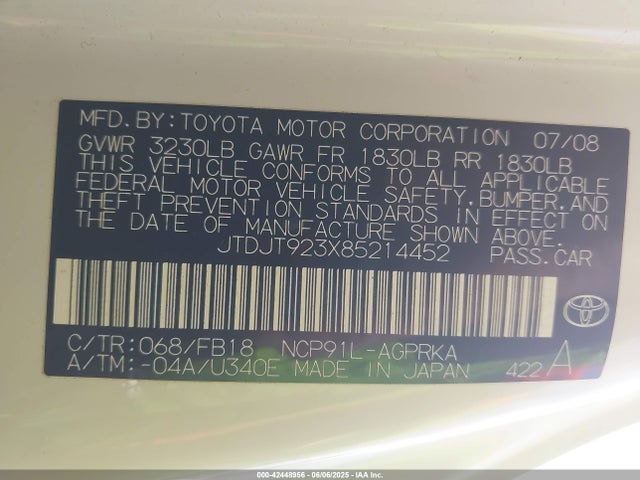 MFD. BY: TOYOTA MOTOR CORPORATION 07/08
GVWR 3230LB GAWR FR 1830LB RR 1830LB
THIS VEHICLE CONFORMS TO ALL APPLICABLE
FEDERAL MOTOR VEHICLE SAFETY, BUMPER, AND
THEFT PREVENTION STANDARDS IN EFFECT ON
THE DATE OF MANUFACTURE SHOWN ABOVE.
JTDJT923X85214452 PASS. CAR
C/TR: 068/FB18 NCP91L-AGPRKA
A/TM: -04A/U340E MADE IN JAPAN 422 A
TOYOTA
000-42448956 - 06/06/2025 - IAA Inc.